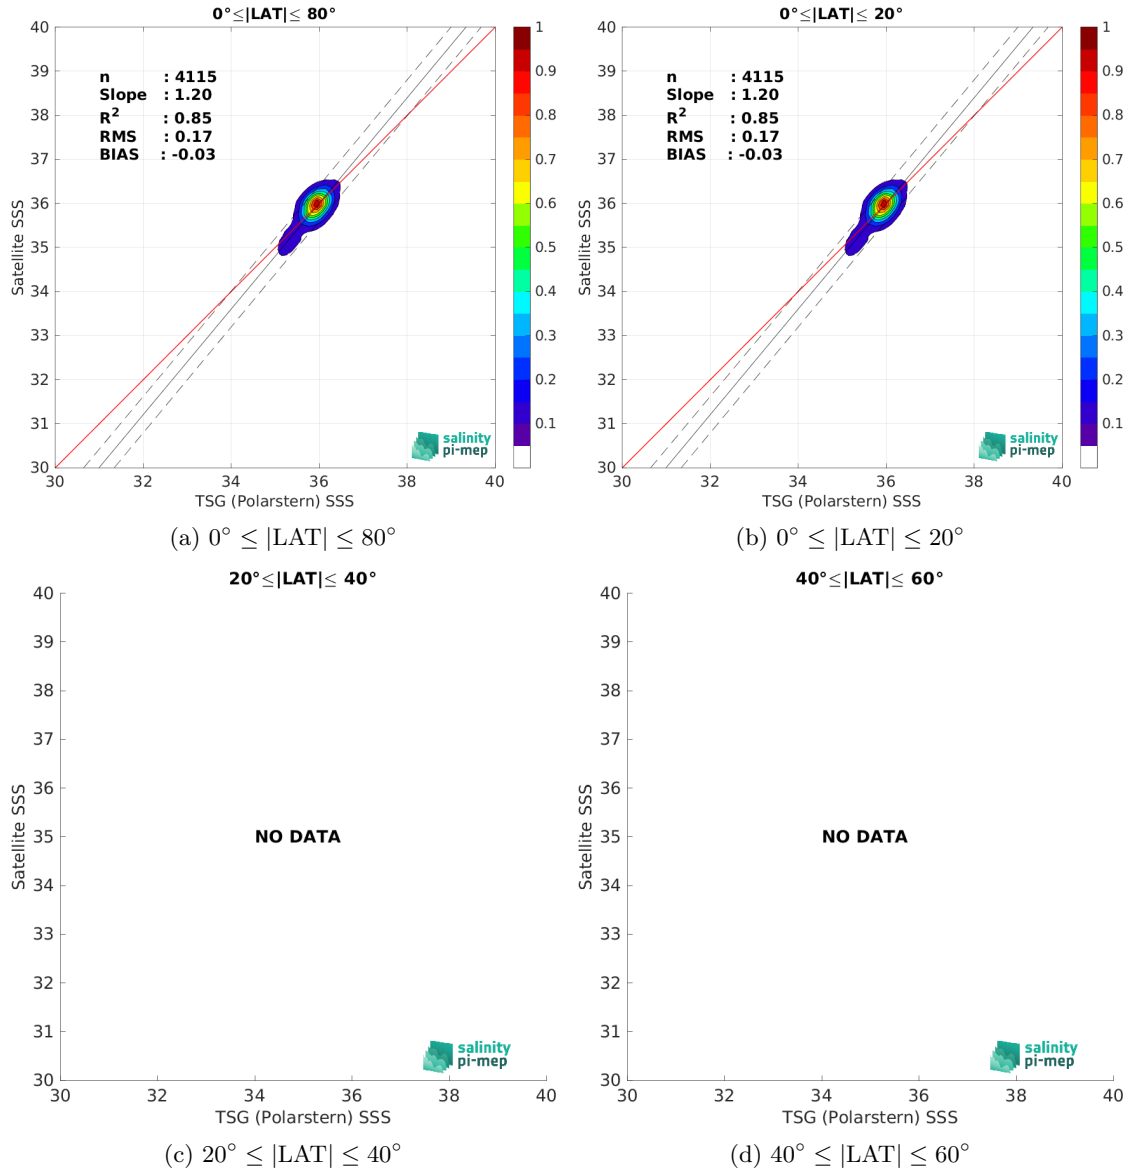 0°≤|LAT|≤ 80°
40
39
38
37
36
35
34
33
32
31
30
Satellite SSS
n : 4115
Slope : 1.20
R² : 0.85
RMS : 0.17
BIAS : -0.03
salinity
pi-mep
30 32 34 36 38 40
TSG (Polarstern) SSS
1
0.9
0.8
0.7
0.6
0.5
0.4
0.3
0.2
0.1
(a) 0° ≤ |LAT| ≤ 80°
0°≤|LAT|≤ 20°
40
39
38
37
36
35
34
33
32
31
30
Satellite SSS
n : 4115
Slope : 1.20
R² : 0.85
RMS : 0.17
BIAS : -0.03
salinity
pi-mep
30 32 34 36 38 40
TSG (Polarstern) SSS
1
0.9
0.8
0.7
0.6
0.5
0.4
0.3
0.2
0.1
(b) 0° ≤ |LAT| ≤ 20°
20°≤|LAT|≤ 40°
40
39
38
37
36
35
34
33
32
31
30
Satellite SSS
NO DATA
salinity
pi-mep
30 32 34 36 38 40
TSG (Polarstern) SSS
(c) 20° ≤ |LAT| ≤ 40°
40°≤|LAT|≤ 60°
40
39
38
37
36
35
34
33
32
31
30
Satellite SSS
NO DATA
salinity
pi-mep
30 32 34 36 38 40
TSG (Polarstern) SSS
(d) 40° ≤ |LAT| ≤ 60°